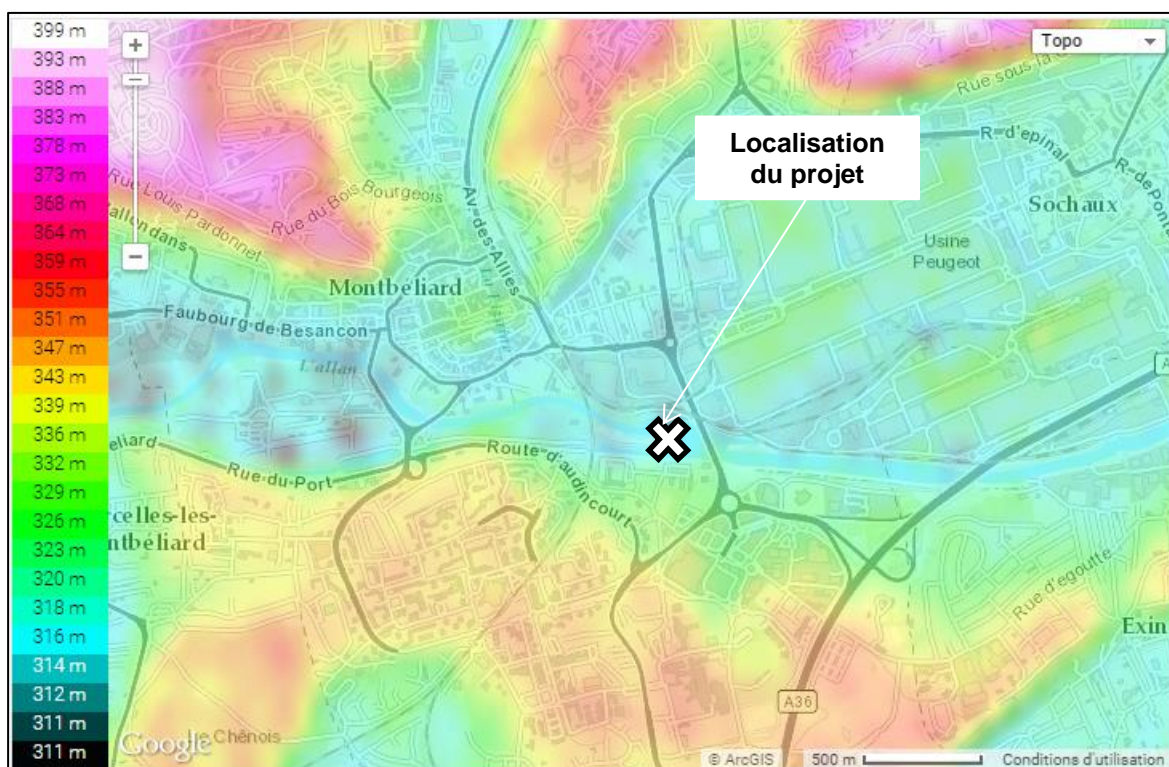 399 m
393 m
388 m
383 m
378 m
373 m
368 m
364 m
359 m
355 m
351 m
347 m
343 m
339 m
336 m
332 m
329 m
326 m
323 m
320 m
318 m
316 m
314 m
312 m
311 m
311 m
+
−
Topo
Rue sous la
Localisation
du projet
R. d'epinal
R.-de-Pont
Sochaux
Usine
Peugeot
Rue Louis Pardonnet
Rue du Bois Bourgeois
allondans
Av-des-Allies
Montbéliard
Faubourg-de-Besancon
L'allan
eliard
Rue-du-Port
Route-d'audincourt
rcelles-les-
ntbéliard
Rue d'egoutte
Exin
A36
Chênois
Google
© ArcGIS
500 m
Conditions d'utilisation